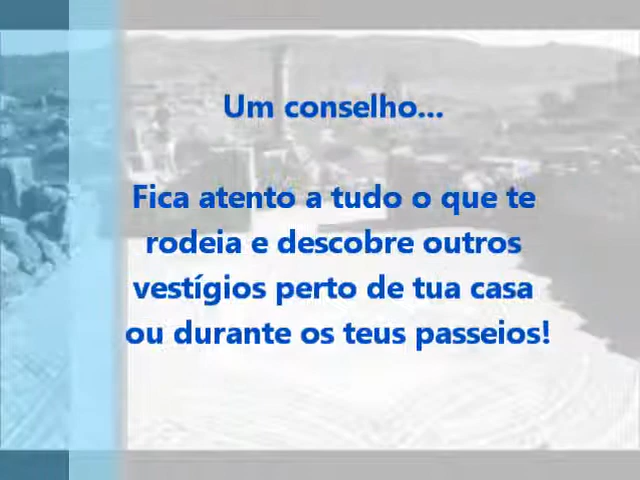 Um conselho...
Fica atento a tudo o que te
rodeia e descobre outros
vestígios perto de tua casa
ou durante os teus passeios!